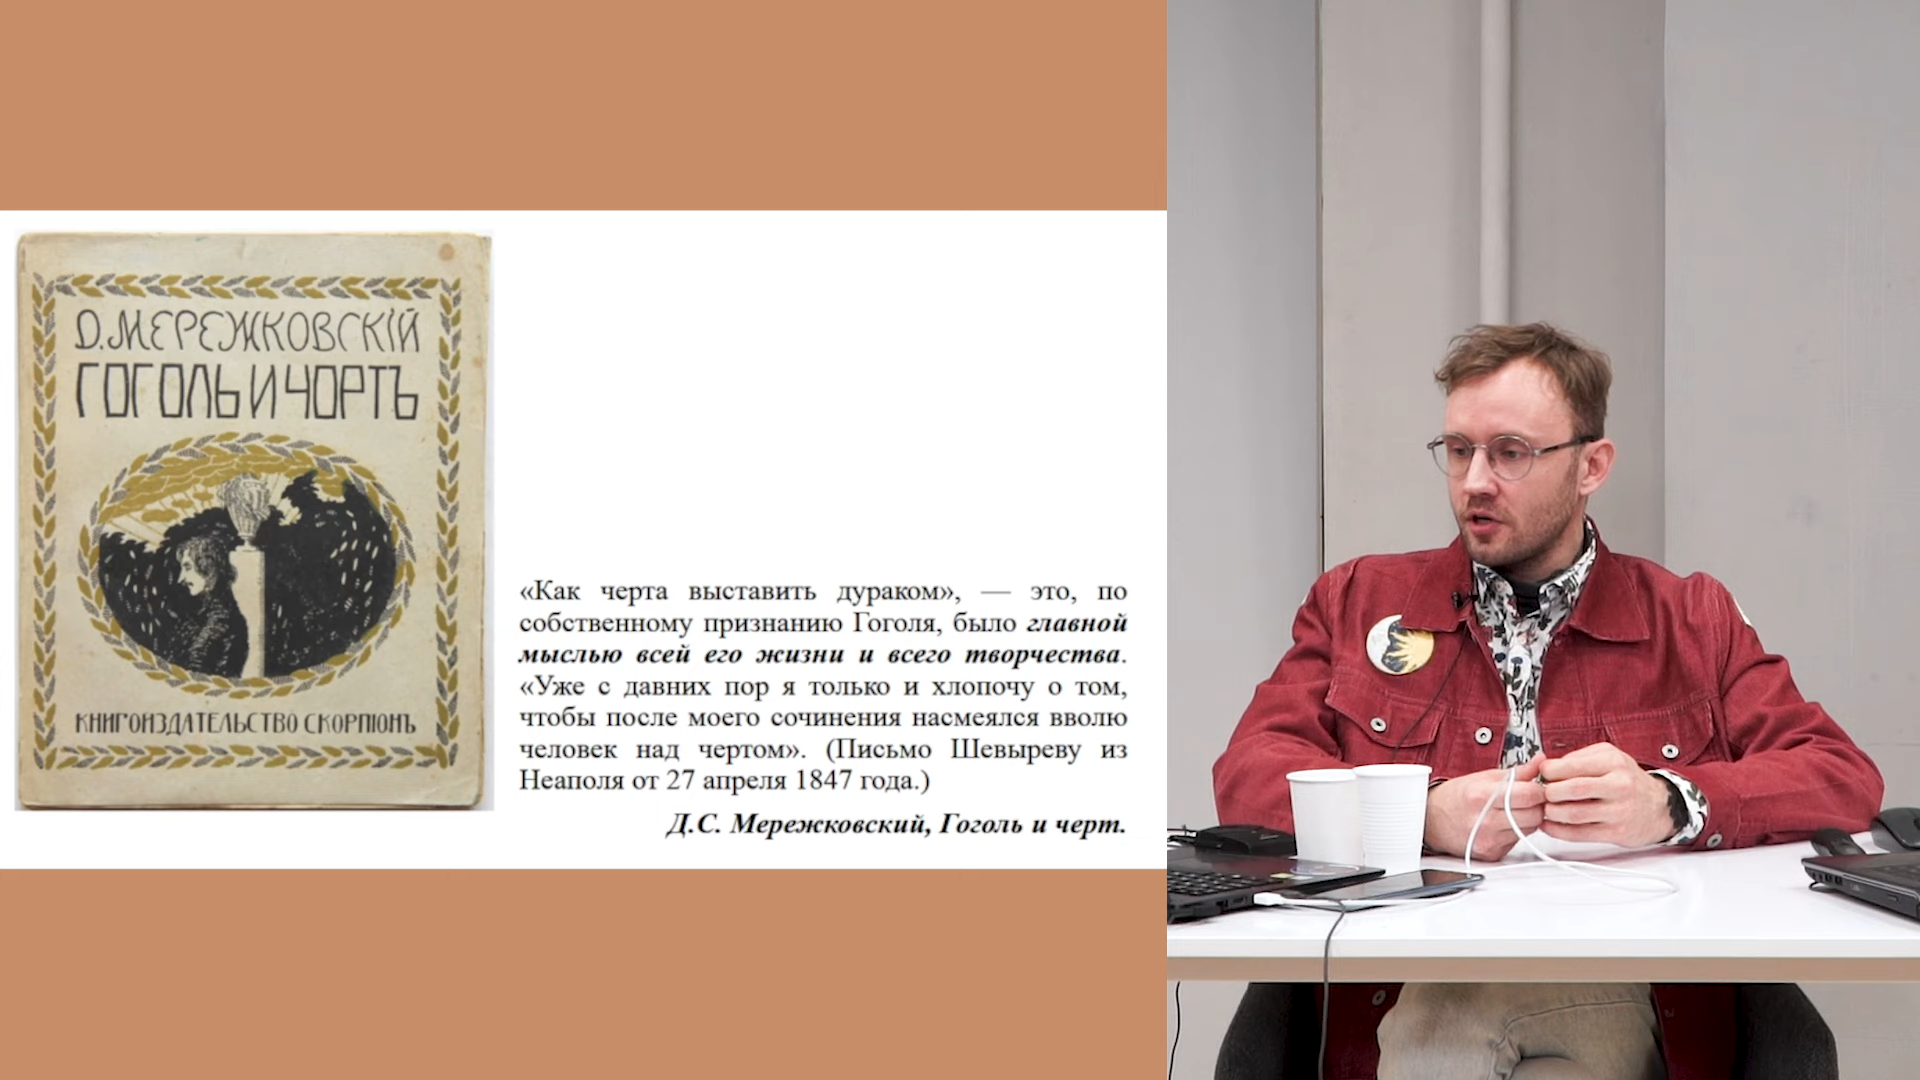 Д. МЕРЕЖКОВСКІЙ
ГОГОЛЬ И ЧОРТЪ
КНИГОИЗДАТЕЛЬСТВО СКОРПІОНЪ
«Как черта выставить дураком», — это, по
собственному признанию Гоголя, было главной
мыслью всей его жизни и всего творчества.
«Уже с давних пор я только и хлопочу о том,
чтобы после моего сочинения насмеялся вволю
человек над чертом». (Письмо Шевыреву из
Неаполя от 27 апреля 1847 года.)
Д.С. Мережковский, Гоголь и черт.